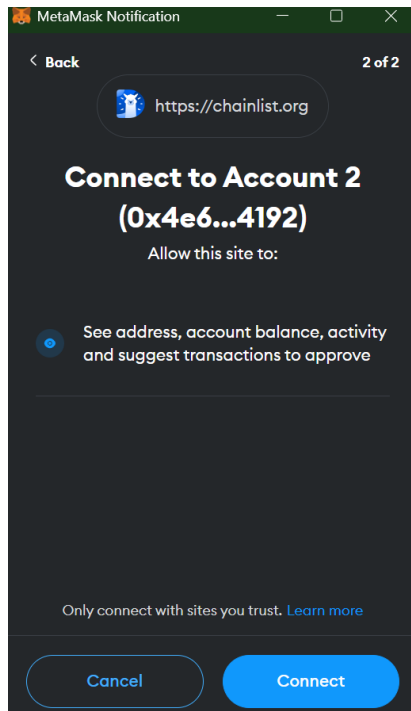 MetaMask Notification
< Back
2 of 2
https://chainlist.org
Connect to Account 2
(0x4e6...4192)
Allow this site to:
See address, account balance, activity
and suggest transactions to approve
Only connect with sites you trust. Learn more
Cancel
Connect